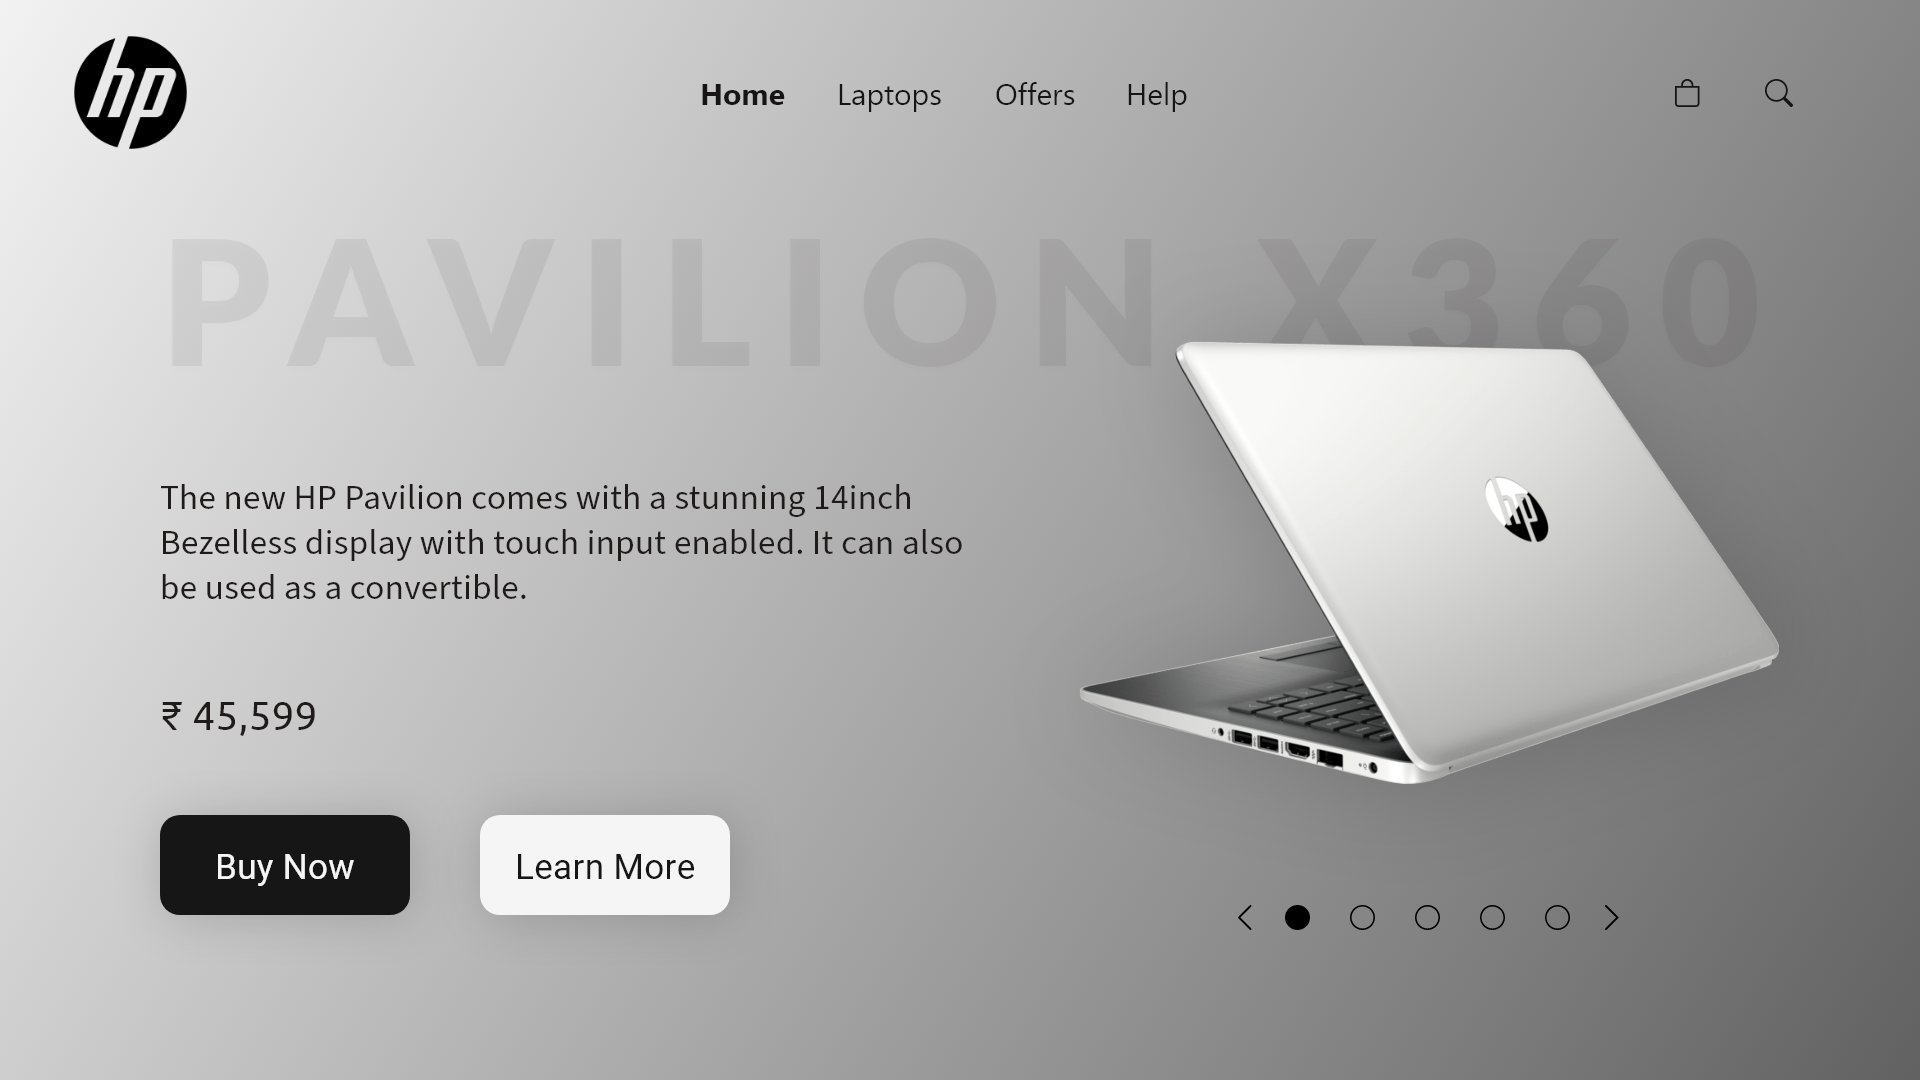 hp
Home Laptops Offers Help
PAVILION X360
hp
The new HP Pavilion comes with a stunning 14inch
Bezelless display with touch input enabled. It can also
be used as a convertible.
₹ 45,599
Buy Now Learn More